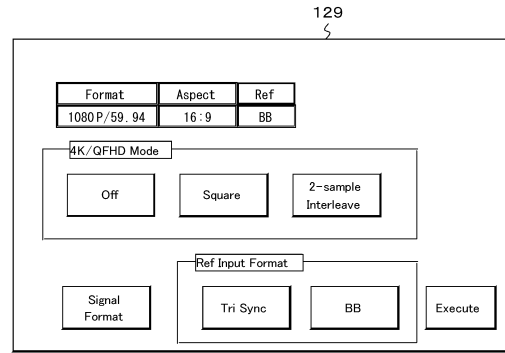 129
Format Aspect Ref
1080P/59.94 16:9 BB
4K/QFHD Mode
Off Square 2-sample
Interleave
Ref Input Format
Signal
Format
Tri Sync BB Execute